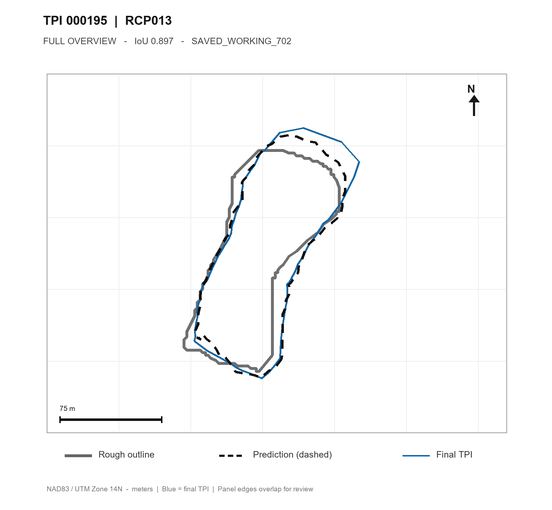 TPI 000195 | RCP013
FULL OVERVIEW - IoU 0.897 - SAVED_WORKING_702
N
75 m
Rough outline
Prediction (dashed)
Final TPI
NAD83 / UTM Zone 14N - meters | Blue = final TPI | Panel edges overlap for review